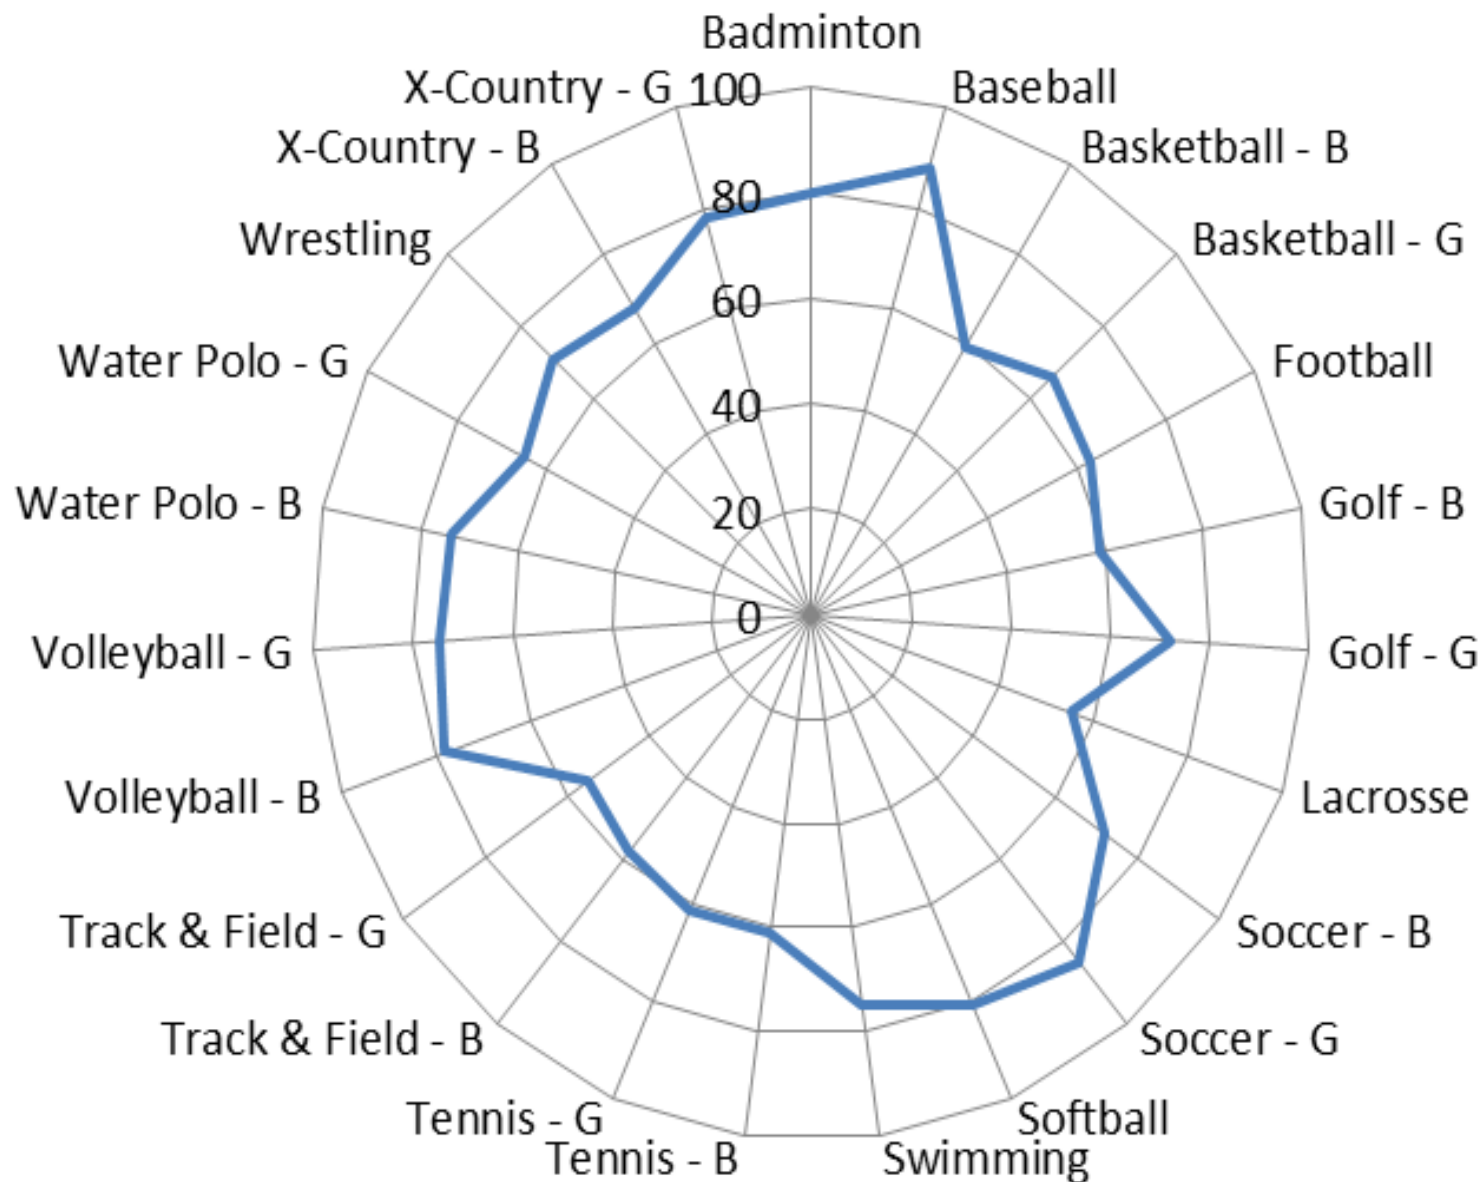 Badminton
Baseball
Basketball - B
Basketball - G
Football
Golf - B
Golf - G
Lacrosse
Soccer - B
Soccer - G
Softball
Swimming
Tennis - B
Tennis - G
Track & Field - B
Track & Field - G
Volleyball - B
Volleyball - G
Water Polo - B
Water Polo - G
Wrestling
X-Country - B
X-Country - G
100
80
60
40
20
0